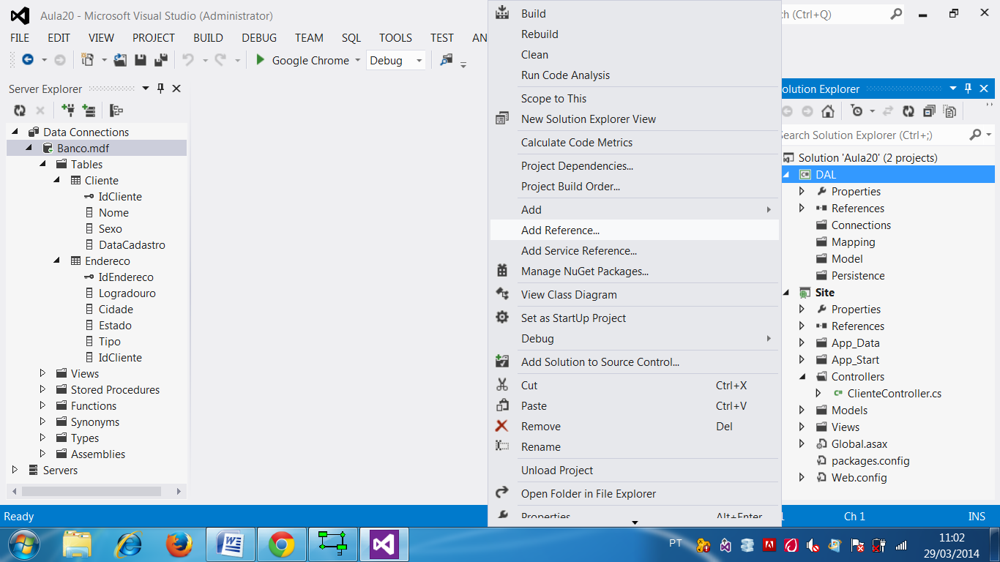 Aula20 - Microsoft Visual Studio (Administrator)
ch (Ctrl+Q)
FILE EDIT VIEW PROJECT BUILD DEBUG TEAM SQL TOOLS TEST AN
Google Chrome Debug
Server Explorer
Data Connections
Banco.mdf
Tables
Cliente
IdCliente
Nome
Sexo
DataCadastro
Endereco
IdEndereco
Logradouro
Cidade
Estado
Tipo
IdCliente
Views
Stored Procedures
Functions
Synonyms
Types
Assemblies
Servers
Build
Rebuild
Clean
Run Code Analysis
Scope to This
New Solution Explorer View
Calculate Code Metrics
Project Dependencies...
Project Build Order...
Add
Add Reference...
Add Service Reference...
Manage NuGet Packages...
View Class Diagram
Set as StartUp Project
Debug
Add Solution to Source Control...
Cut Ctrl+X
Paste Ctrl+V
Remove Del
Rename
Unload Project
Open Folder in File Explorer
Properties Alt+Enter
olution Explorer
Search Solution Explorer (Ctrl+;)
Solution 'Aula20' (2 projects)
DAL
Properties
References
Connections
Mapping
Model
Persistence
Site
Properties
References
App_Data
App_Start
Controllers
ClienteController.cs
Models
Views
Global.asax
packages.config
Web.config
Ready 1 Ch 1 INS
PT
11:02
29/03/2014